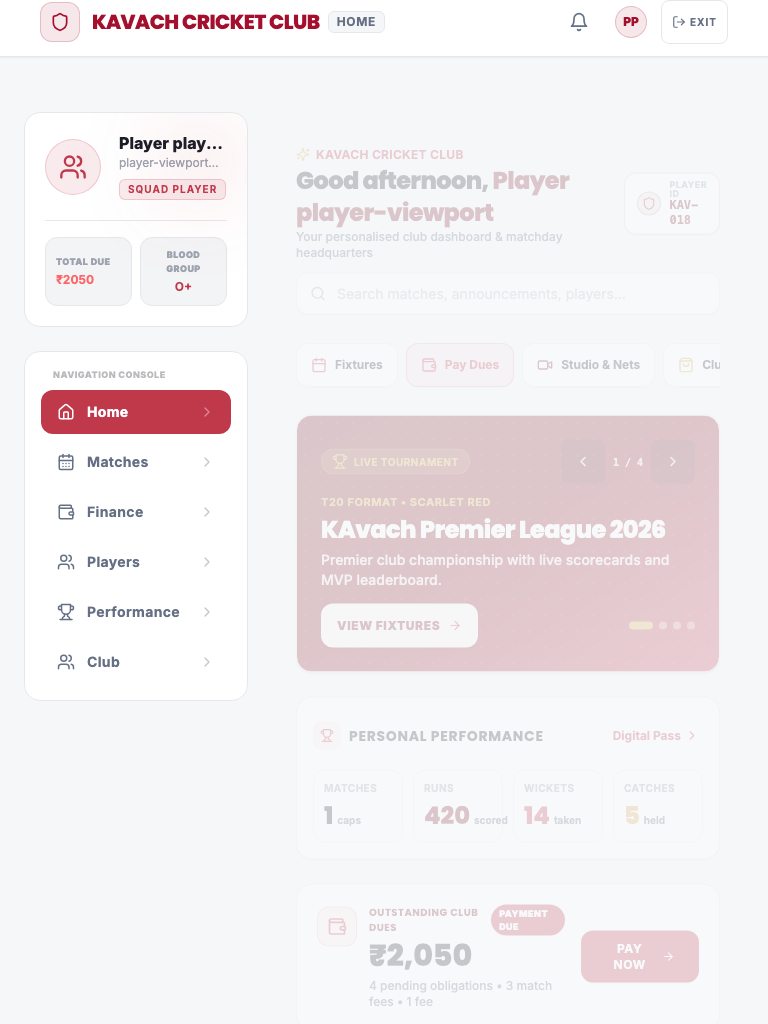 KAVACH CRICKET CLUB HOME
PP
EXIT
Player play...
player-viewport...
SQUAD PLAYER
TOTAL DUE
₹2050
BLOOD
GROUP
O+
NAVIGATION CONSOLE
Home
Matches
Finance
Players
Performance
Club
KAVACH CRICKET CLUB
Good afternoon, Player
player-viewport
Your personalised club dashboard & matchday
headquarters
PLAYER
ID
KAV-
018
Search matches, announcements, players...
Fixtures
Pay Dues
Studio & Nets
Clu
LIVE TOURNAMENT
1 / 4
T20 FORMAT • SCARLET RED
KAvach Premier League 2026
Premier club championship with live scorecards and
MVP leaderboard.
VIEW FIXTURES
PERSONAL PERFORMANCE
Digital Pass
MATCHES
1 caps
RUNS
420 scored
WICKETS
14 taken
CATCHES
5 held
OUTSTANDING CLUB
DUES
PAYMENT
DUE
₹2,050
4 pending obligations • 3 match
fees • 1 fee
PAY
NOW